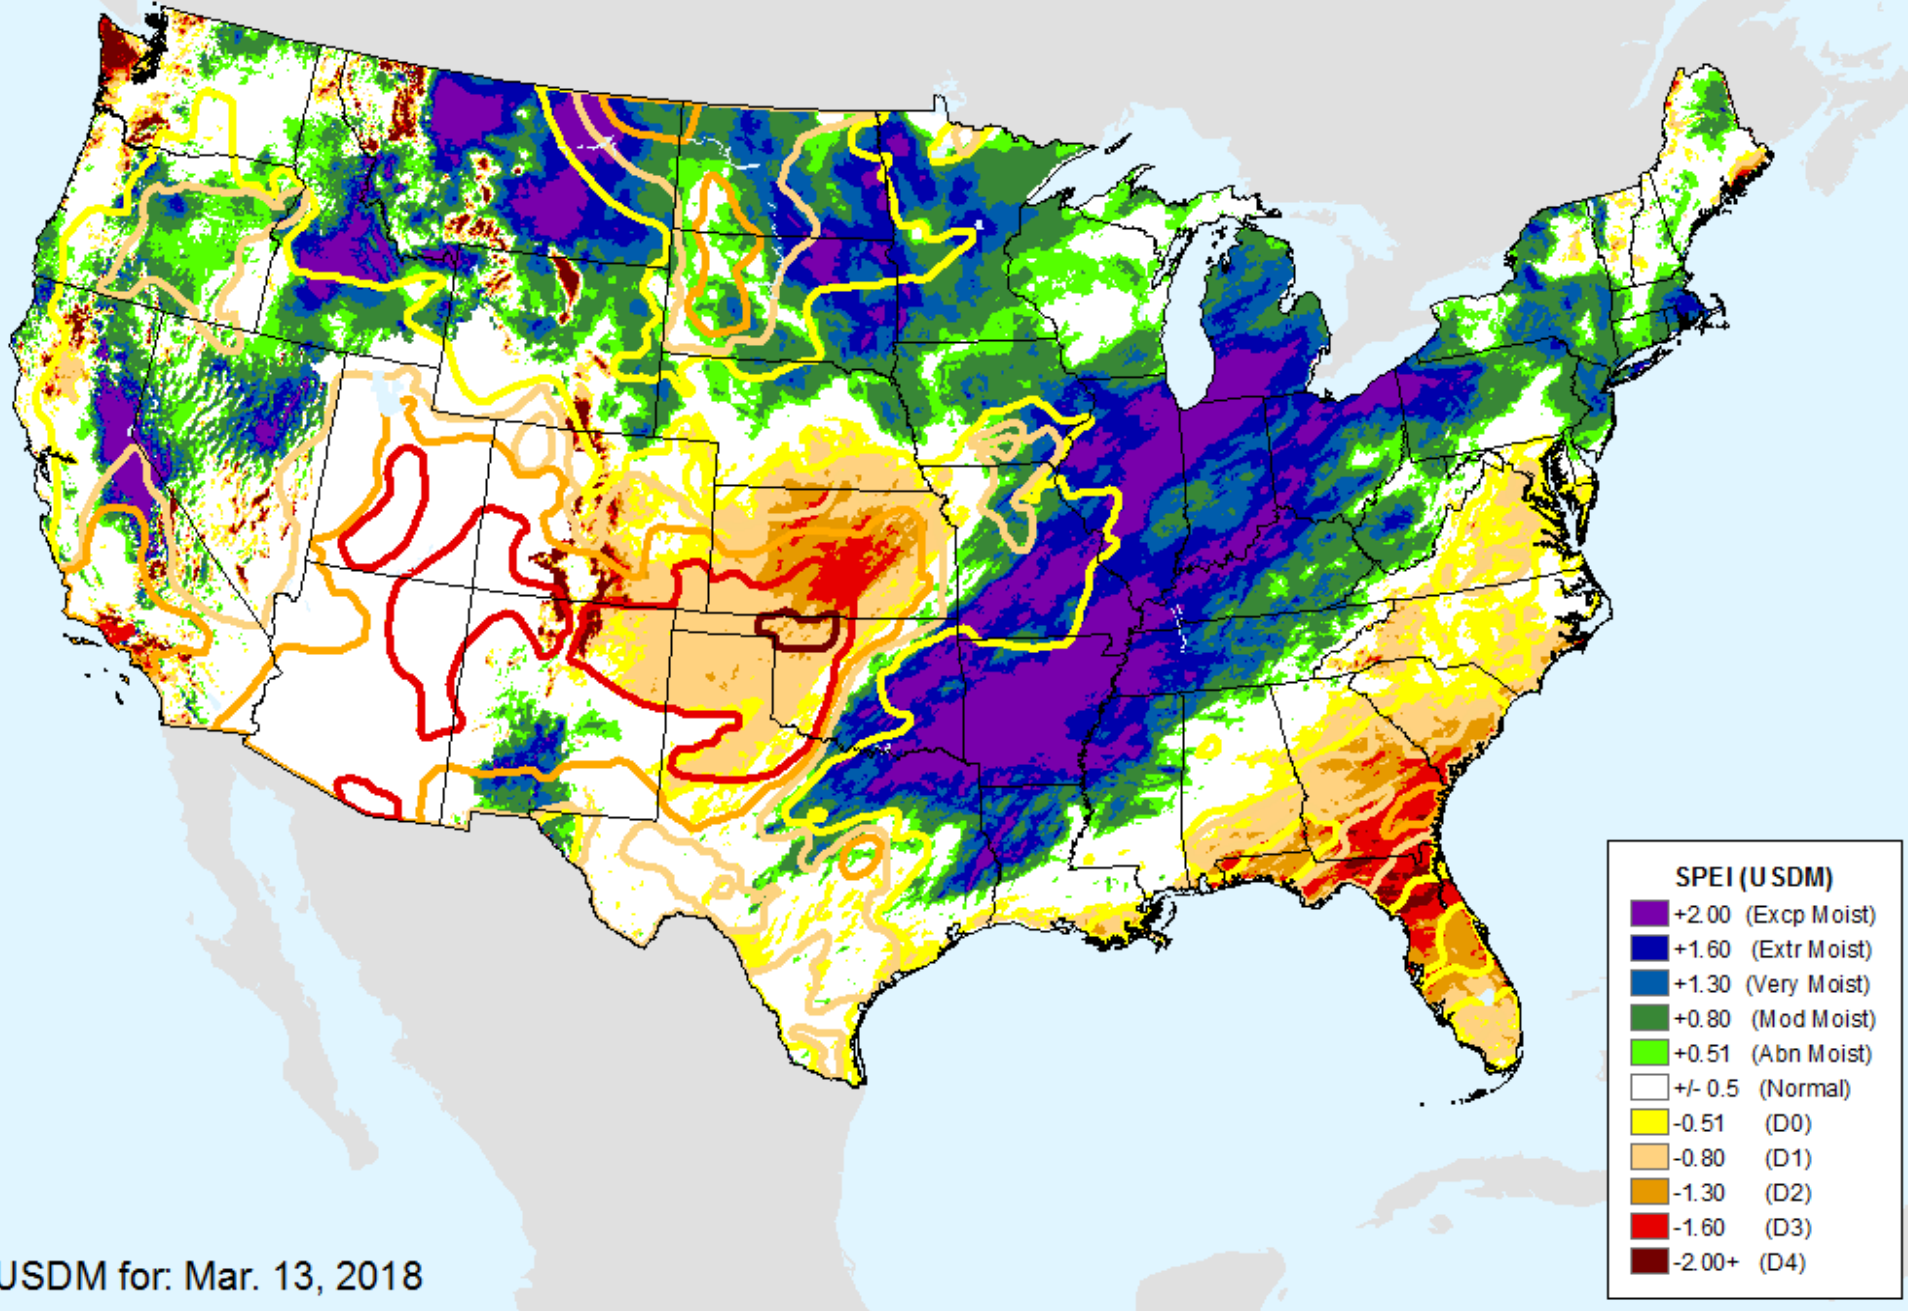 SPEI (USDM)
+2.00 (Excp Moist)
+1.60 (Extr Moist)
+1.30 (Very Moist)
+0.80 (Mod Moist)
+0.51 (Abn Moist)
+/- 0.5 (Normal)
-0.51 (D0)
-0.80 (D1)
-1.30 (D2)
-1.60 (D3)
-2.00+ (D4)
USDM for: Mar. 13, 2018